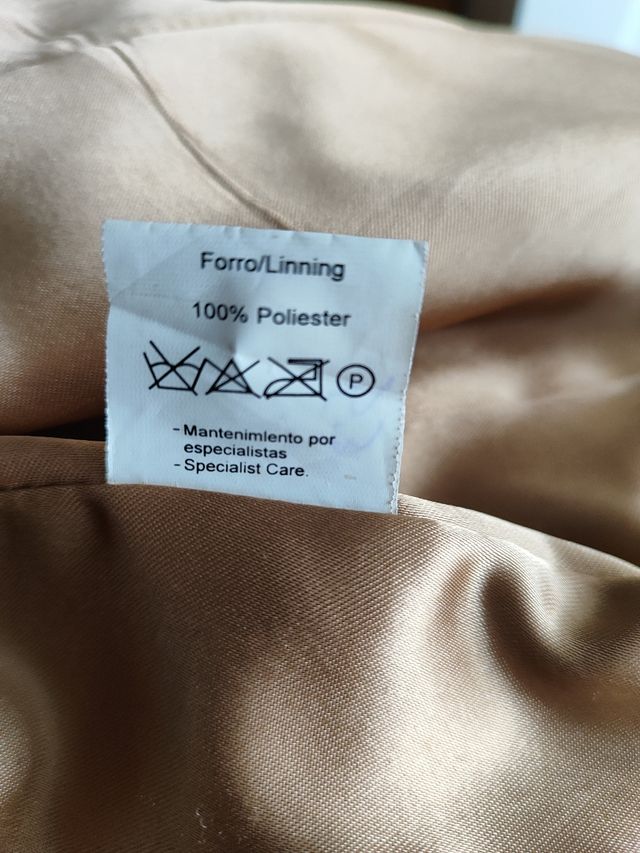 Forro/Linning
100% Poliester
P
- Mantenimiento por
especialistas
- Specialist Care.